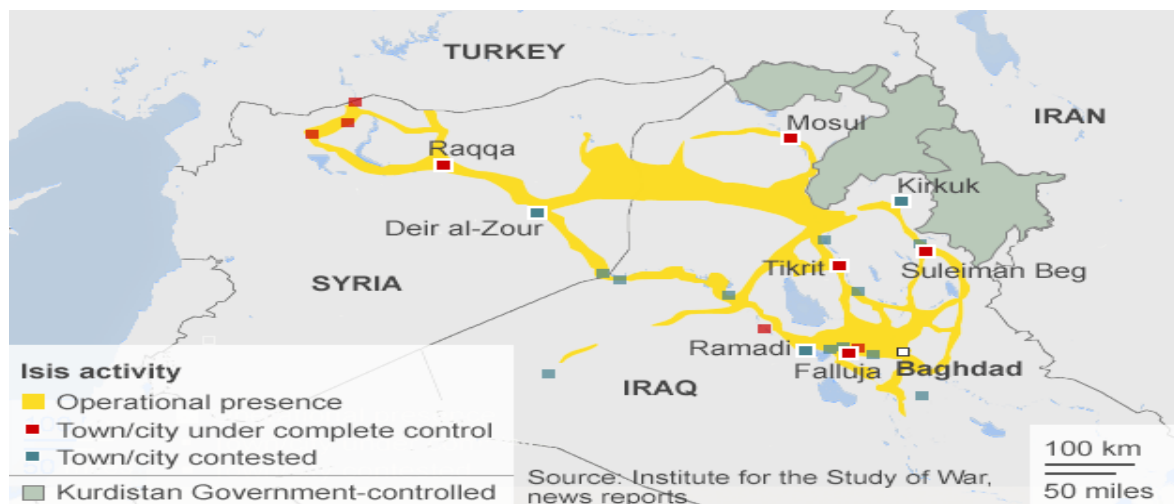 TURKEY
IRAN
Mosul
Raqqa
Kirkuk
Deir al-Zour
Tikrit
Suleiman Beg
SYRIA
Ramadi
Falluja
Baghdad
IRAQ
Isis activity
Operational presence
Town/city under complete control
Town/city contested
Kurdistan Government-controlled
Source: Institute for the Study of War,
news reports
100 km
50 miles